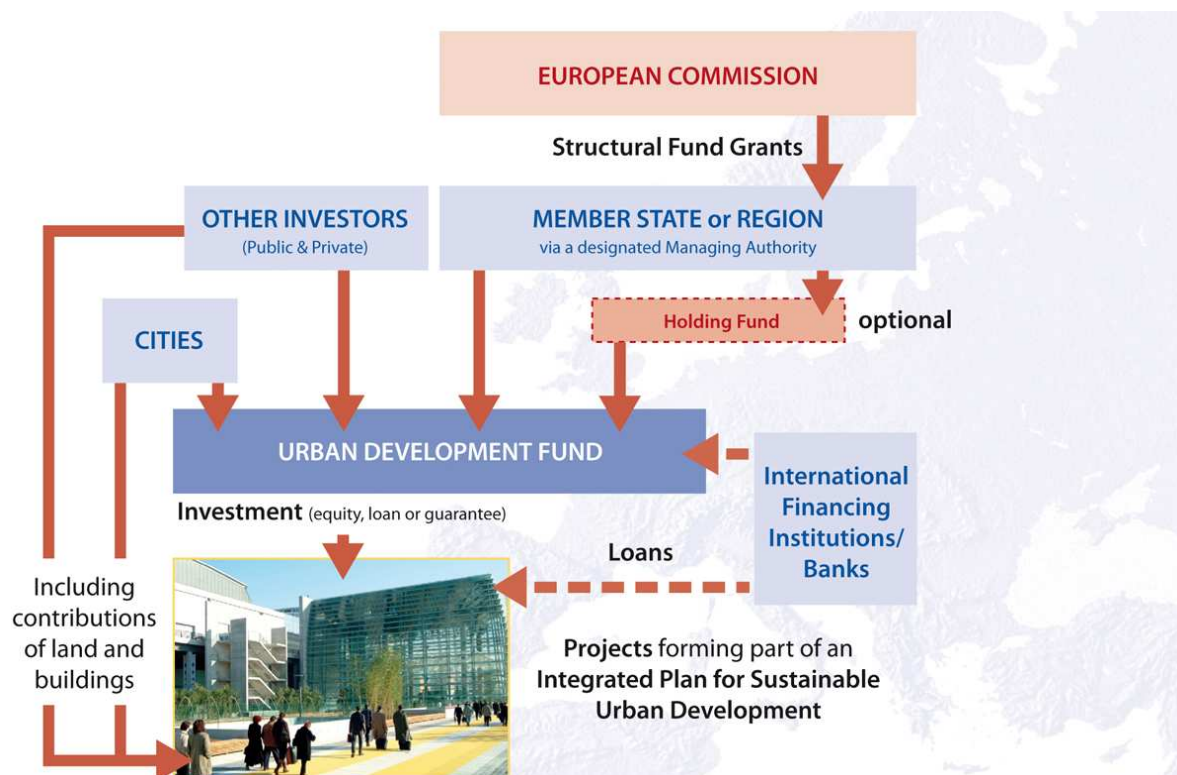 EUROPEAN COMMISSION
Structural Fund Grants
OTHER INVESTORS
(Public & Private)
MEMBER STATE or REGION
via a designated Managing Authority
CITIES
Holding Fund
optional
URBAN DEVELOPMENT FUND
Investment (equity, loan or guarantee)
International
Financing
Institutions/
Banks
Loans
Including
contributions
of land and
buildings
Projects forming part of an
Integrated Plan for Sustainable
Urban Development